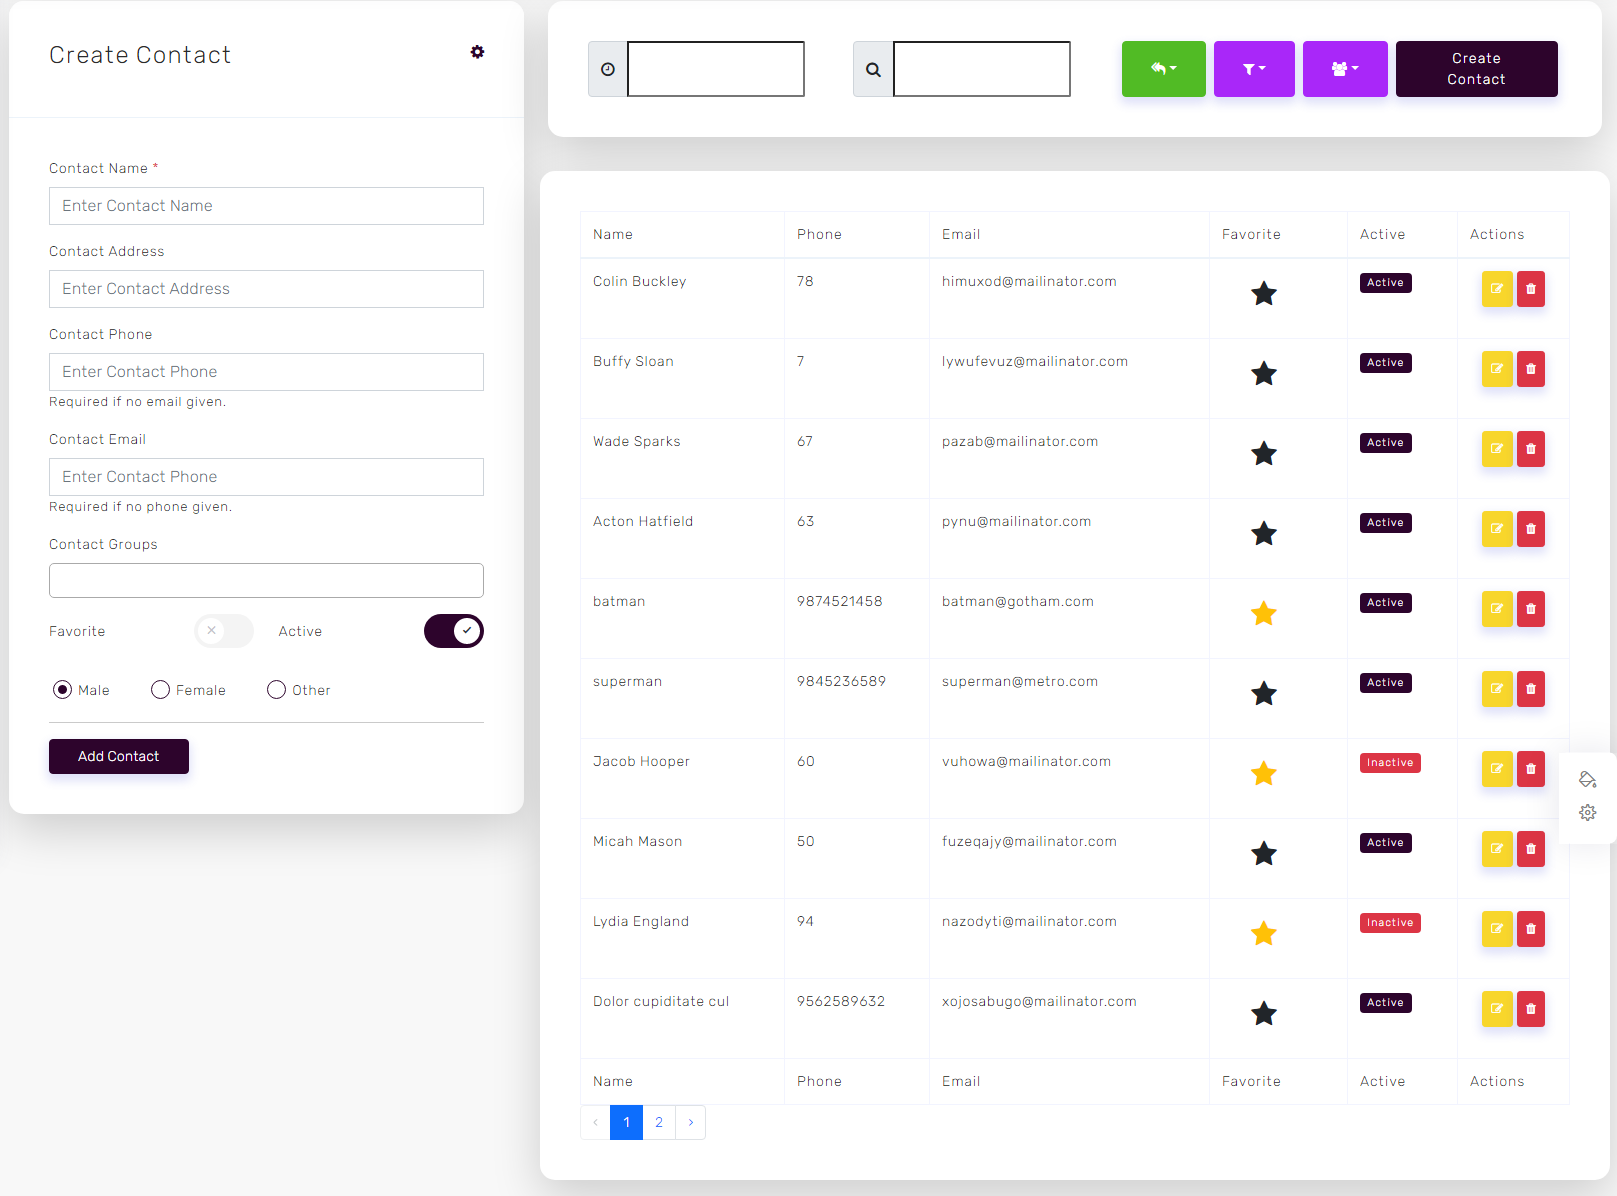 Create Contact
Contact Name *
Enter Contact Name
Contact Address
Enter Contact Address
Contact Phone
Enter Contact Phone
Required if no email given.
Contact Email
Enter Contact Phone
Required if no phone given.
Contact Groups
Favorite Active
Male Female Other
Add Contact
Create
Contact
Name Phone Email Favorite Active Actions
Colin Buckley 78 himuxod@mailinator.com Active
Buffy Sloan 7 lywufevuz@mailinator.com Active
Wade Sparks 67 pazab@mailinator.com Active
Acton Hatfield 63 pynu@mailinator.com Active
batman 9874521458 batman@gotham.com Active
superman 9845236589 superman@metro.com Active
Jacob Hooper 60 vuhowa@mailinator.com Inactive
Micah Mason 50 fuzeqajy@mailinator.com Active
Lydia England 94 nazodyti@mailinator.com Inactive
Dolor cupiditate cul 9562589632 xojosabugo@mailinator.com Active
Name Phone Email Favorite Active Actions
‹ 1 2 ›